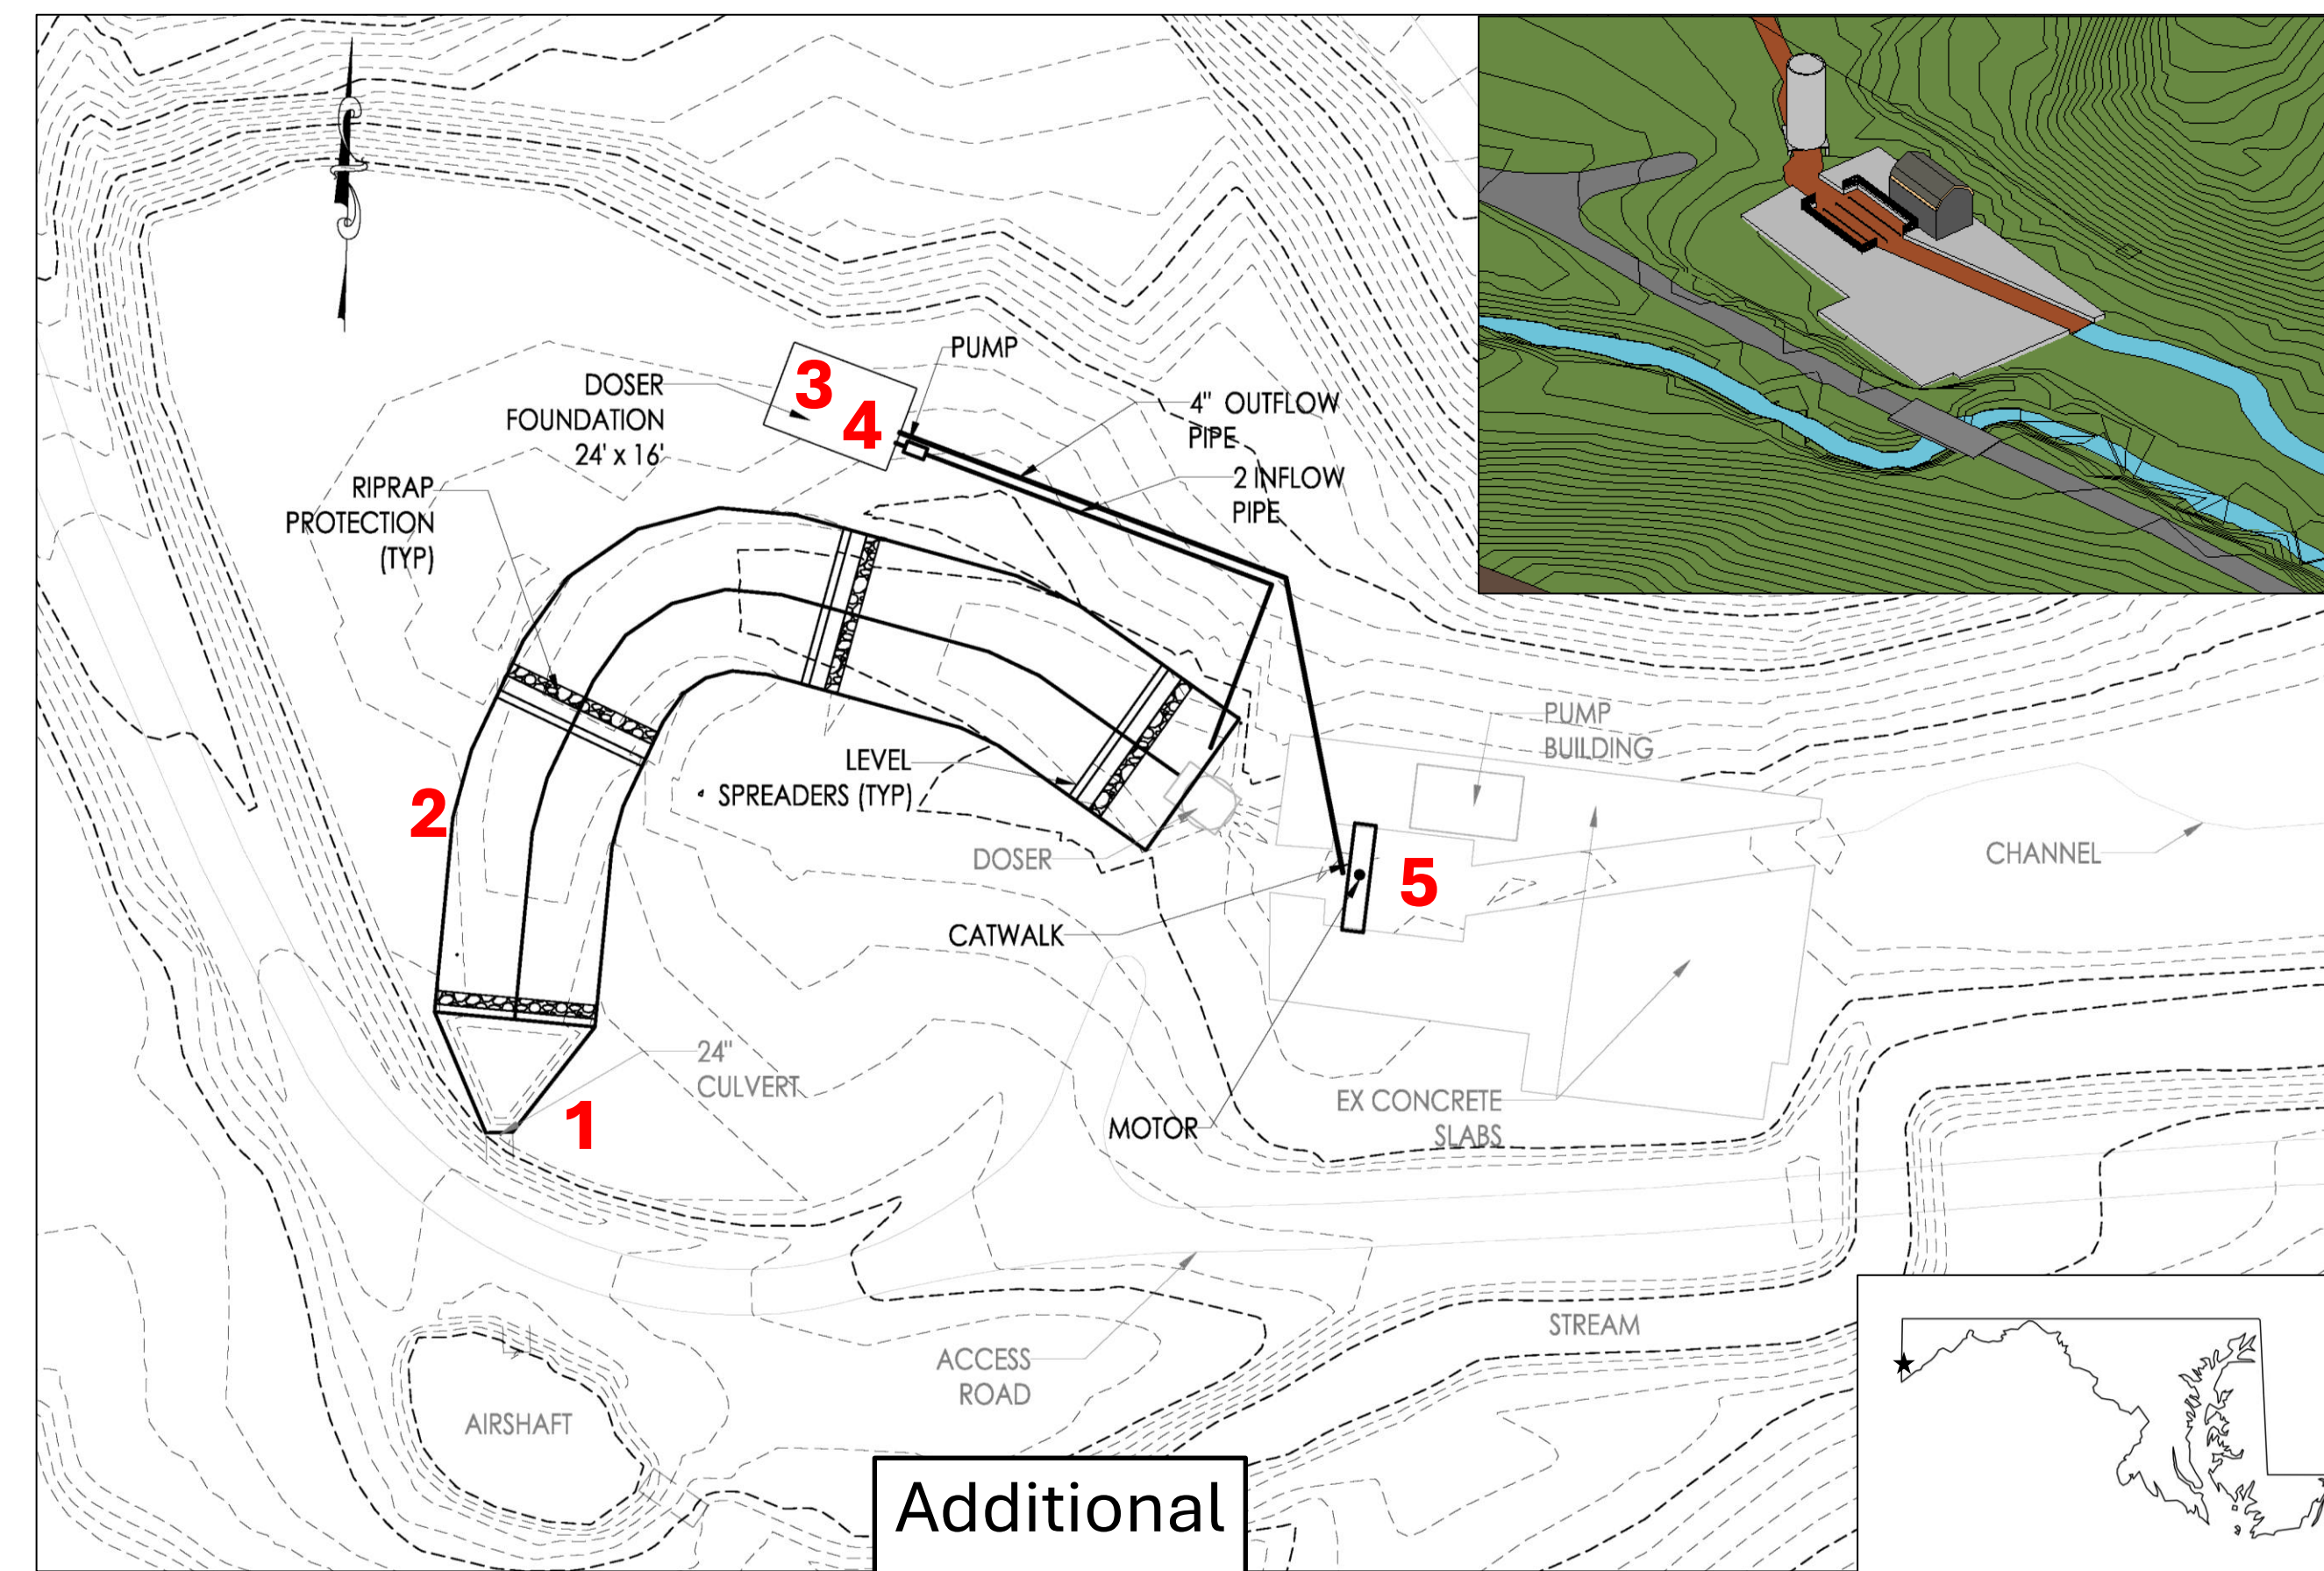 PUMP
DOSER
FOUNDATION
24' x 16'
3
4
4" OUTFLOW
PIPE
2 INFLOW
PIPE
RIPRAP
PROTECTION
(TYP)
2
LEVEL
SPREADERS (TYP)
PUMP
BUILDING
DOSER
5
CHANNEL
CATWALK
24"
CULVERT
1
MOTOR
EX CONCRETE
SLABS
STREAM
ACCESS
ROAD
AIRSHAFT
Additional